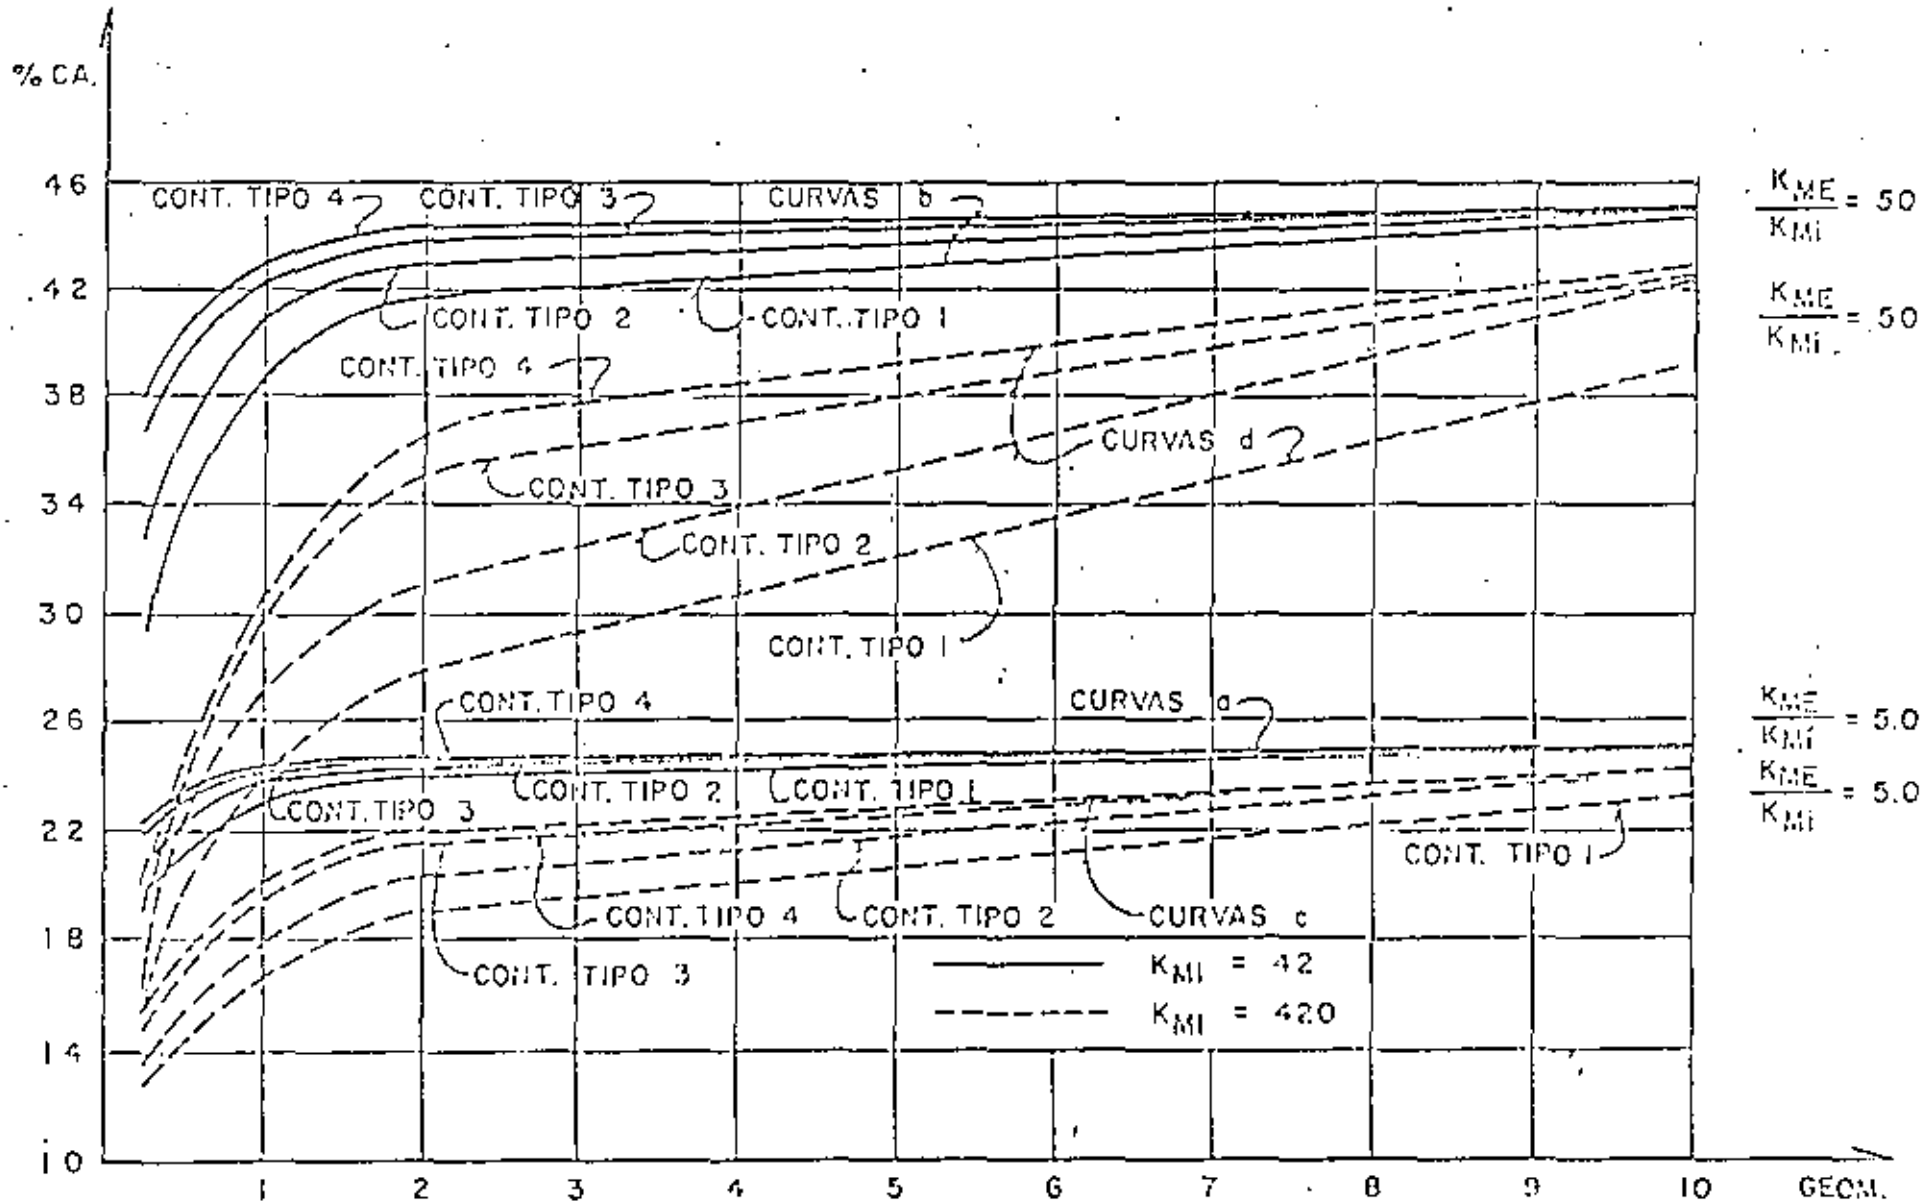 % CA.
46
CONT. TIPO 4
CONT. TIPO 3
CURVAS b
K_ME / K_Mi = 50
42
CONT. TIPO 2
CONT. TIPO 1
K_ME / K_Mi = 50
CONT. TIPO 4
38
CURVAS d
CONT. TIPO 3
34
CONT. TIPO 2
30
CONT. TIPO 1
CONT. TIPO 4
CURVAS a
26
K_ME / K_Mi = 5.0
CONT. TIPO 3
CONT. TIPO 2
CONT. TIPO 1
K_ME / K_Mi = 5.0
22
CONT. TIPO 1
CONT. TIPO 4
CONT. TIPO 2
CURVAS c
18
CONT. TIPO 3
K_Mi = 42
K_Mi = 420
14
10
1 2 3 4 5 6 7 8 9 10 GEOM.